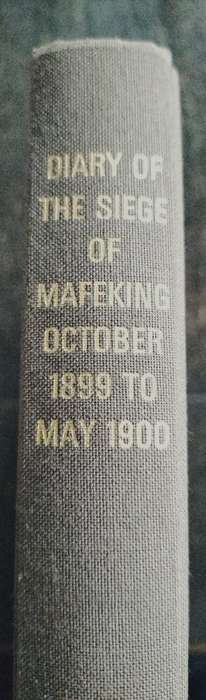 DIARY OF
THE SIEGE
OF
MAFEKING
OCTOBER
1899 TO
MAY 1900